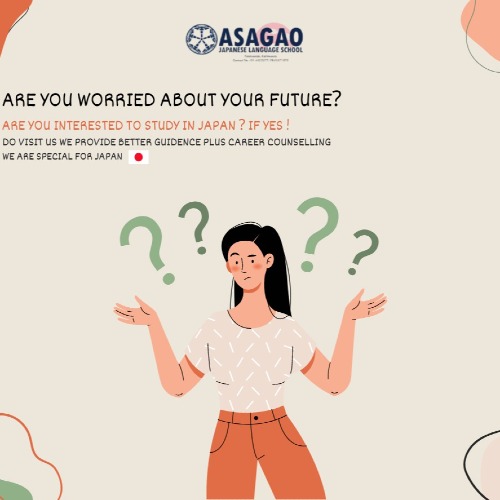 ASAGAO
JAPANESE LANGUAGE SCHOOL
ARE YOU WORRIED ABOUT YOUR FUTURE?
ARE YOU INTERESTED TO STUDY IN JAPAN ? IF YES !
DO VISIT US WE PROVIDE BETTER GUIDENCE PLUS CAREER COUNSELLING
WE ARE SPECIAL FOR JAPAN
? ? ? ?